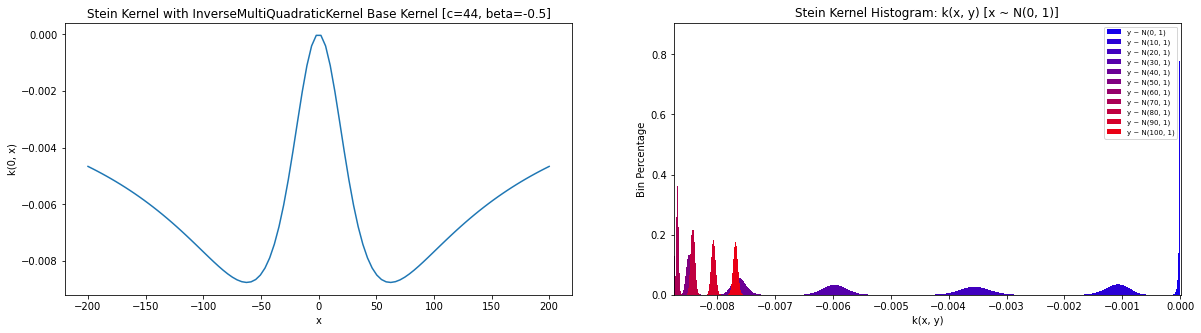 Stein Kernel with InverseMultiQuadraticKernel Base Kernel [c=44, beta=-0.5]
0.000
−0.002
−0.004
−0.006
−0.008
k(0, x)
−200
−150
−100
−50
0
50
100
150
200
x
Stein Kernel Histogram: k(x, y) [x ~ N(0, 1)]
0.8
0.6
0.4
0.2
0.0
Bin Percentage
y ~ N(0, 1)
y ~ N(10, 1)
y ~ N(20, 1)
y ~ N(30, 1)
y ~ N(40, 1)
y ~ N(50, 1)
y ~ N(60, 1)
y ~ N(70, 1)
y ~ N(80, 1)
y ~ N(90, 1)
y ~ N(100, 1)
−0.008
−0.007
−0.006
−0.005
−0.004
−0.003
−0.002
−0.001
0.000
k(x, y)